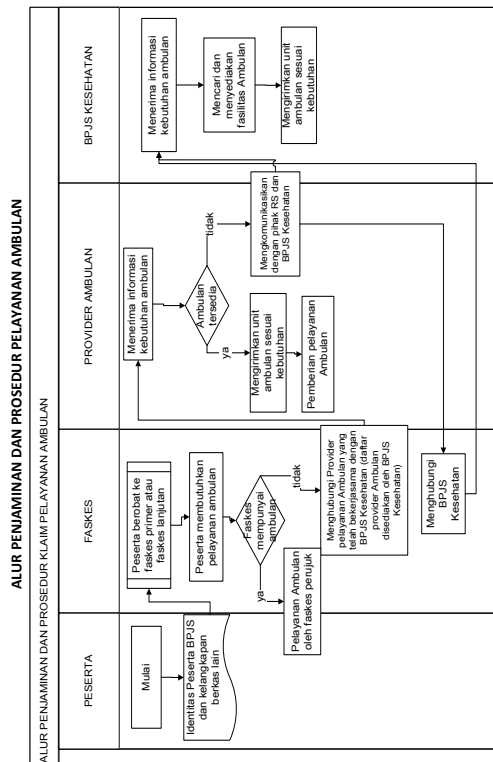 ALUR PENJAMINAN DAN PROSEDUR PELAYANAN AMBULAN
ALUR PENJAMINAN DAN PROSEDUR KLAIM PELAYANAN AMBULAN
PESERTA
FASKES
PROVIDER AMBULAN
BPJS KESEHATAN
Mulai
Identitas Peserta BPJS
dan kelangkapan
berkas lain
Peserta berobat ke
faskes primer atau
faskes lanjutan
Peserta membutuhkan
pelayanan ambulan
Faskes
mempunyai
ambulan
ya
tidak
Pelayanan Ambulan
oleh faskes perujuk
Menghubungi Provider
pelayanan Ambulan yang
telah bekerjasama dengan
BPJS Kesehatan (daftar
provider Ambulan
disediakan oleh BPJS
Kesehatan)
Menerima informasi
kebutuhan ambulan
Ambulan
tersedia
ya
tidak
Mengirimkan unit
ambulan sesuai
kebutuhan
Pemberian pelayanan
Ambulan
Mengkomunikasikan
dengan pihak RS dan
BPJS Kesehatan
Menghubungi
BPJS
Kesehatan
Menerima informasi
kebutuhan ambulan
Mencari dan
menyediakan
fasilitas Ambulan
Mengirimkan unit
ambulan sesuai
kebutuhan